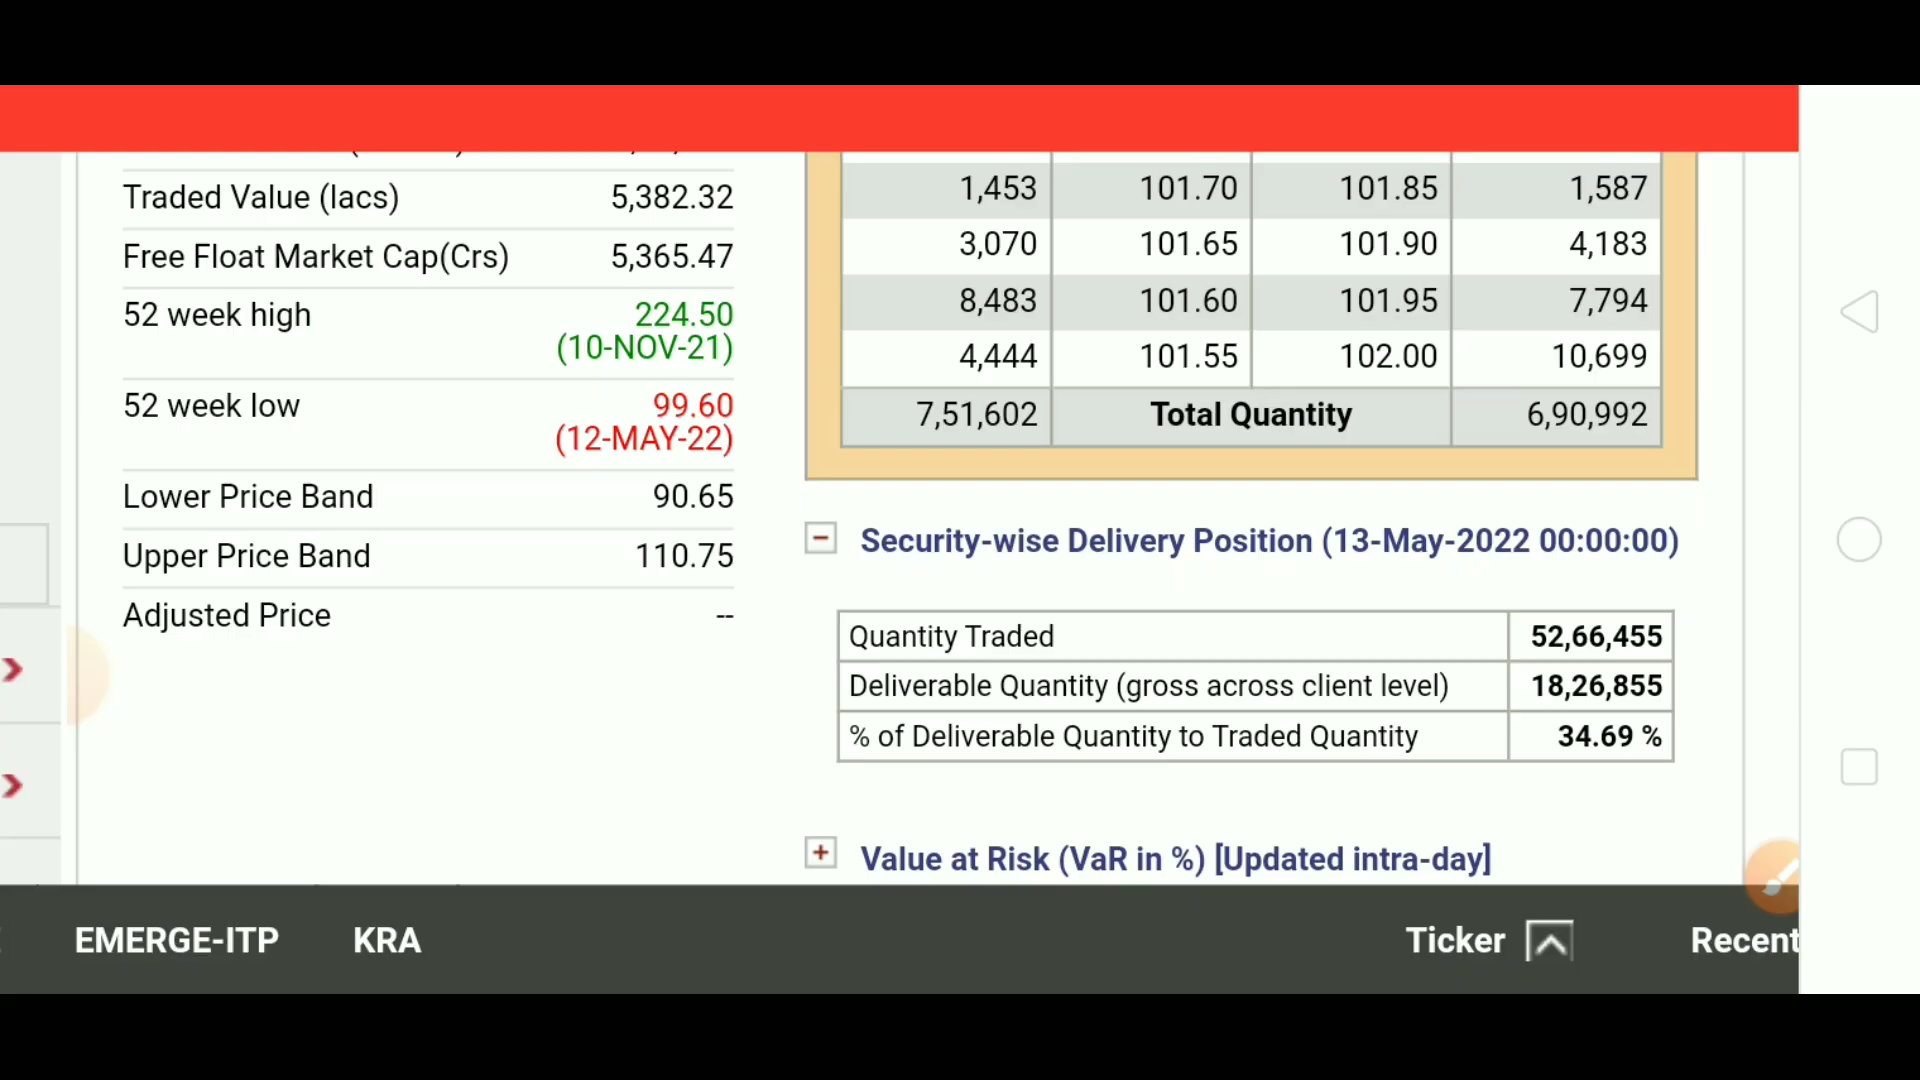 Traded Value (lacs) 5,382.32
Free Float Market Cap(Crs) 5,365.47
52 week high 224.50
(10-NOV-21)
52 week low 99.60
(12-MAY-22)
Lower Price Band 90.65
Upper Price Band 110.75
Adjusted Price --
1,453 101.70 101.85 1,587
3,070 101.65 101.90 4,183
8,483 101.60 101.95 7,794
4,444 101.55 102.00 10,699
7,51,602 Total Quantity 6,90,992
Security-wise Delivery Position (13-May-2022 00:00:00)
Quantity Traded 52,66,455
Deliverable Quantity (gross across client level) 18,26,855
% of Deliverable Quantity to Traded Quantity 34.69 %
Value at Risk (VaR in %) [Updated intra-day]
EMERGE-ITP KRA Ticker Recent